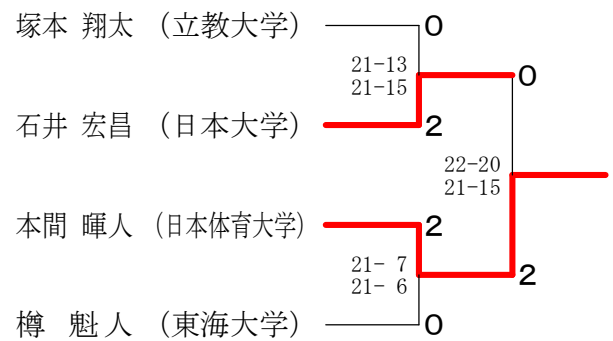 塚本 翔太 (立教大学) 0
21-13
21-15
0
石井 宏昌 (日本大学) 2
22-20
21-15
本間 暉人 (日本体育大学) 2
21- 7
21- 6
2
樽 魁人 (東海大学) 0